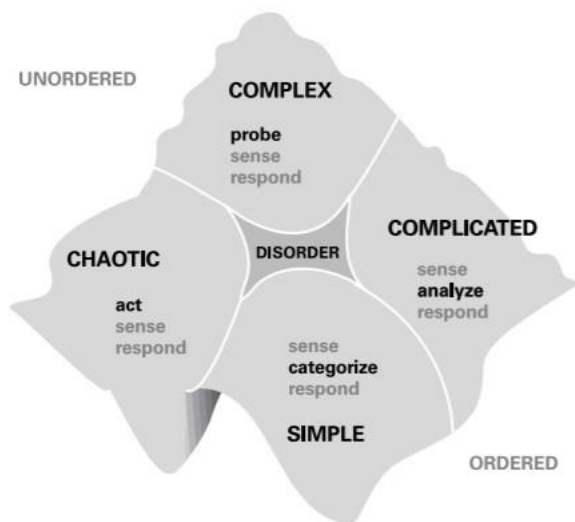 UNORDERED
COMPLEX
probe
sense
respond
COMPLICATED
sense
analyze
respond
CHAOTIC
act
sense
respond
DISORDER
sense
categorize
respond
SIMPLE
ORDERED